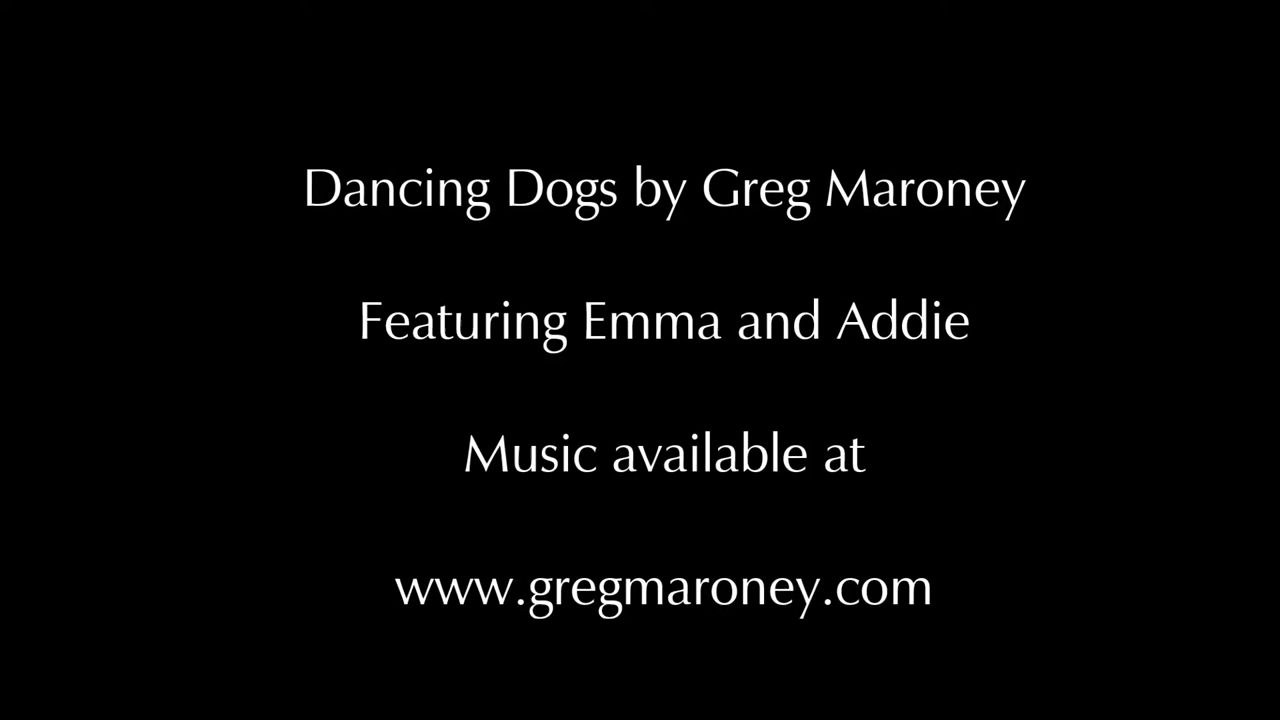 Dancing Dogs by Greg Maroney
Featuring Emma and Addie
Music available at
www.gregmaroney.com